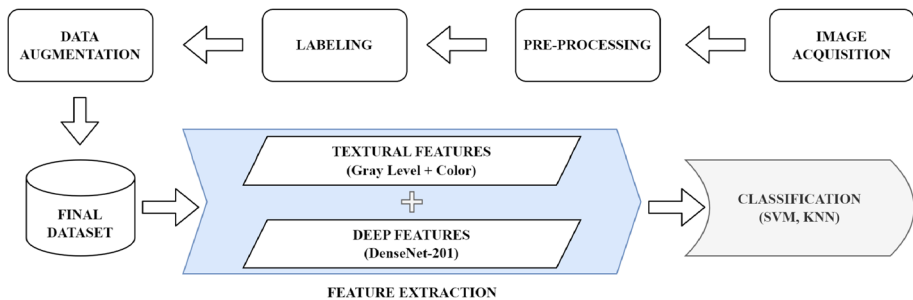 DATA
AUGMENTATION
LABELING
PRE-PROCESSING
IMAGE
ACQUISITION
FINAL
DATASET
TEXTURAL FEATURES
(Gray Level + Color)
+
DEEP FEATURES
(DenseNet-201)
FEATURE EXTRACTION
CLASSIFICATION
(SVM, KNN)